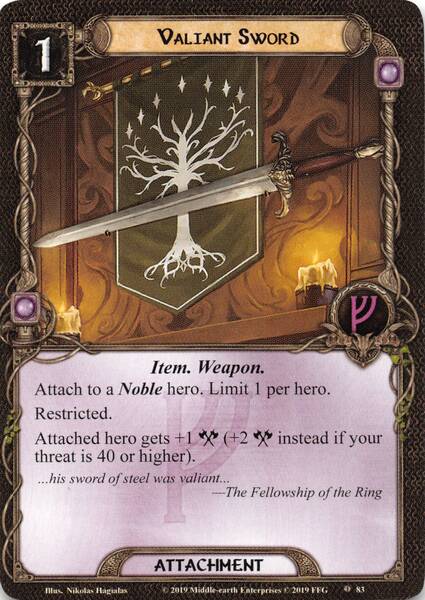 1
VALIANT SWORD
Item. Weapon.
Attach to a Noble hero. Limit 1 per hero.
Restricted.
Attached hero gets +1 (+2 instead if your
threat is 40 or higher).
...his sword of steel was valiant...
—The Fellowship of the Ring
ATTACHMENT
Illus. Nikolas Hagialas © 2019 Middle-earth Enterprises © 2019 FFG 83